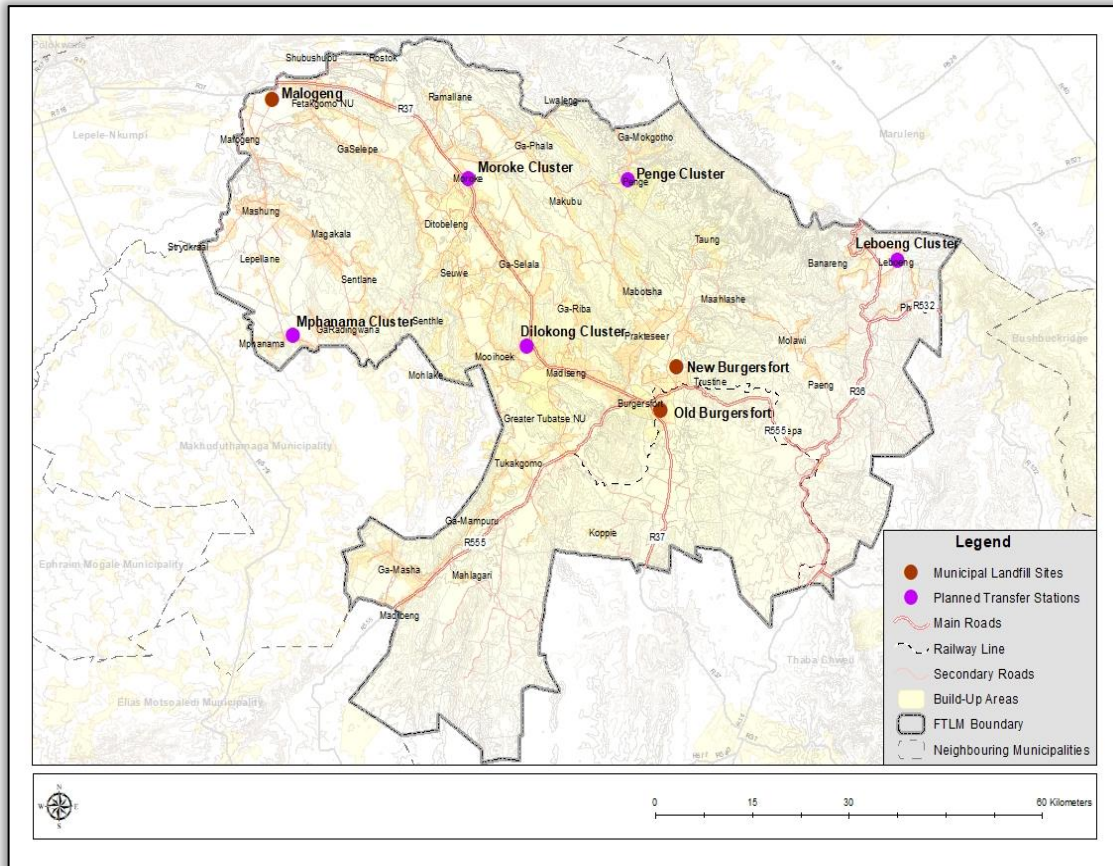 Polokwane
Shubushubu
Rostok
Malogeng
Fetakgomo NU
Ramallane
R37
Lwaleng
Lepele-Nkumpi
Malogeng
GaSelepe
Ga-Phala
Ga-Mokgotho
Maruleng
Moroke Cluster
Moroke
Penge Cluster
Penge
Makubu
Mashung
Magakala
Ditobeleng
Taung
Strydkraal
Lepellane
Sentlane
Seuwe
Ga-Selala
Leboeng Cluster
Banareng
Leboeng
Mabotsha
Maahlashe
Ga-Riba
R532
Mphanama Cluster
GaRadingwana
Senthle
Mphanama
Dilokong Cluster
Prakteseer
Molawi
Bushbuckridge
Mooihoek
Mohlake
Madiseng
New Burgersfort
Trustine
Paeng
R36
Burgersfort
Old Burgersfort
Greater Tubatse NU
R555
Makhuduthamaga Municipality
Tukakgomo
Ga-Mampuru
R555
Koppie
R37
Ephraim Mogale Municipality
Ga-Masha
Mahlagari
Madibeng
Thaba Chweu
Elias Motsoaledi Municipality
Legend
Municipal Landfill Sites
Planned Transfer Stations
Main Roads
Railway Line
Secondary Roads
Build-Up Areas
FTLM Boundary
Neighbouring Municipalities
N
W E
S
0 15 30 60 Kilometers